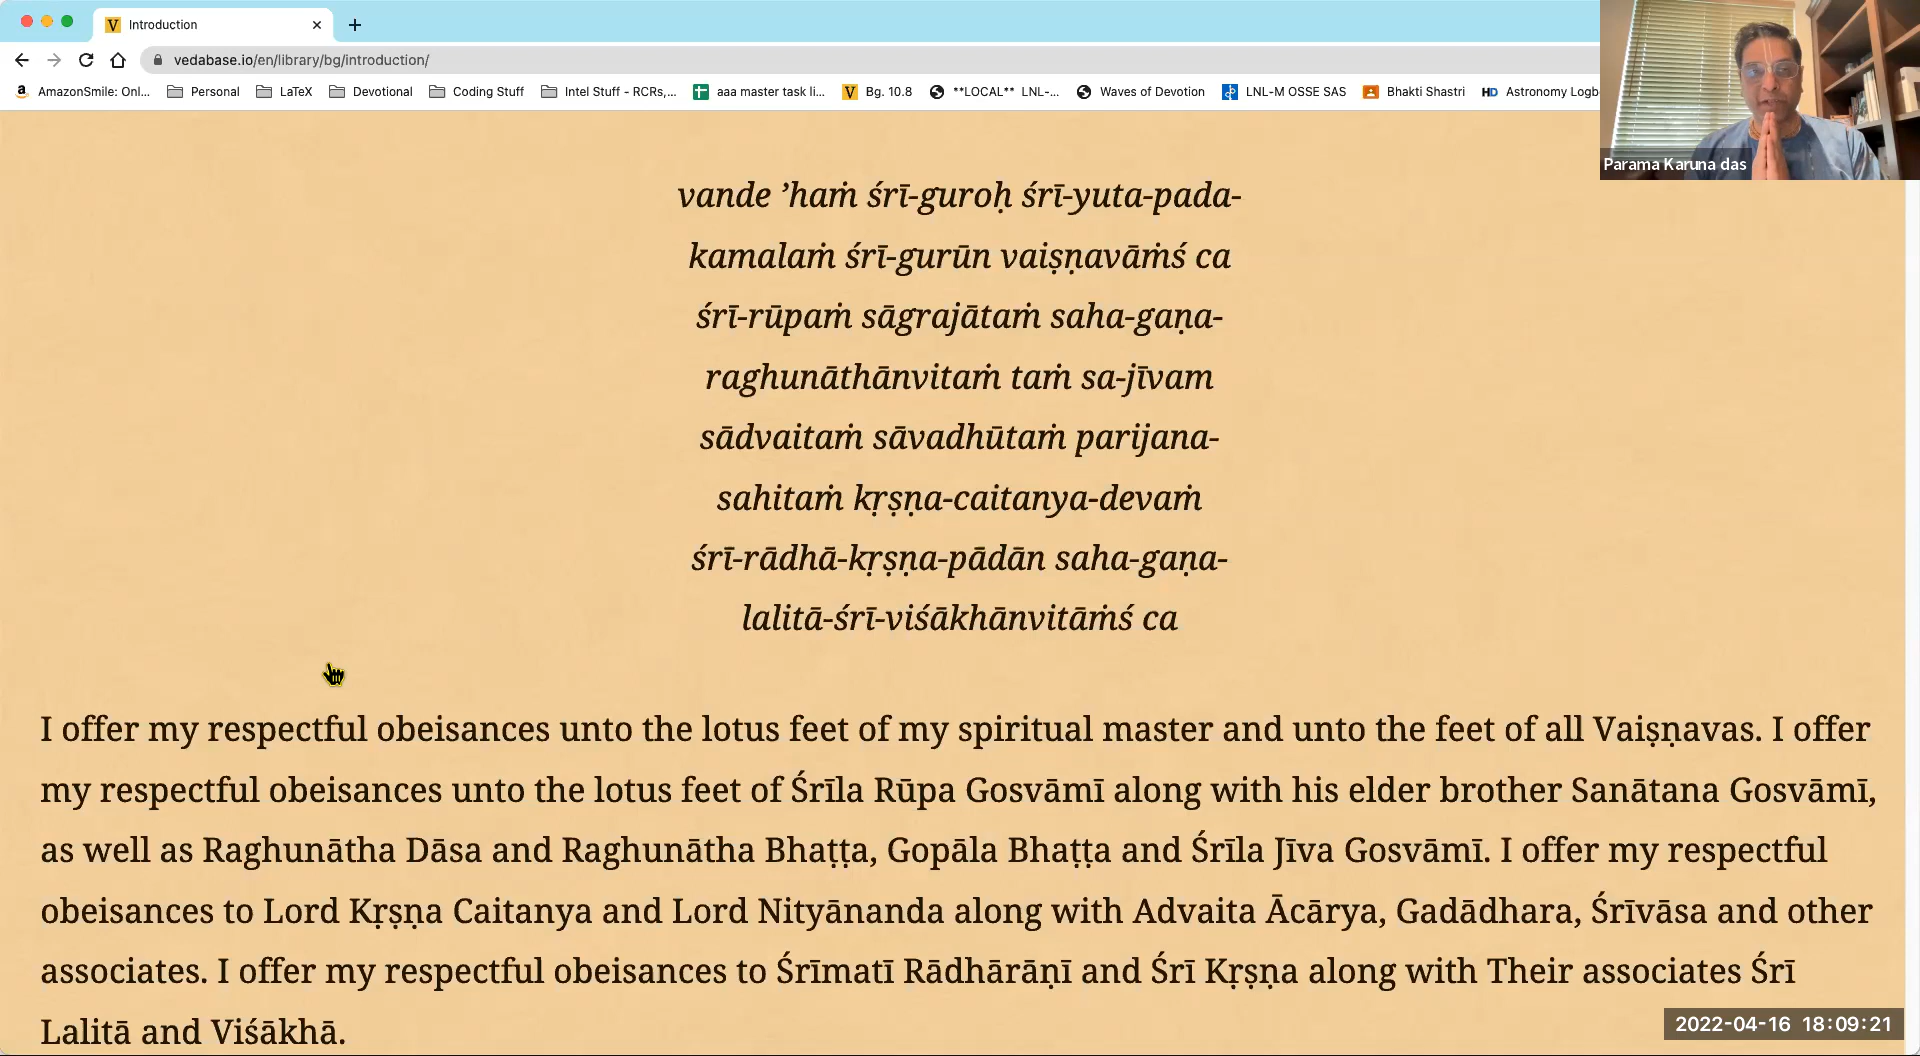 Introduction
vedabase.io/en/library/bg/introduction/
AmazonSmile: Onl... Personal LaTeX Devotional Coding Stuff Intel Stuff - RCRs,... aaa master task li... Bg. 10.8 **LOCAL** LNL-... Waves of Devotion LNL-M OSSE SAS Bhakti Shastri HD Astronomy Logb
Parama Karuna das
vande ’haṁ śrī-guroḥ śrī-yuta-pada-
kamalaṁ śrī-gurūn vaiṣṇavāṁś ca
śrī-rūpaṁ sāgrajātaṁ saha-gaṇa-
raghunāthānvitaṁ taṁ sa-jīvam
sādvaitaṁ sāvadhūtaṁ parijana-
sahitaṁ kṛṣṇa-caitanya-devaṁ
śrī-rādhā-kṛṣṇa-pādān saha-gaṇa-
lalitā-śrī-viśākhānvitāṁś ca
I offer my respectful obeisances unto the lotus feet of my spiritual master and unto the feet of all Vaiṣṇavas. I offer
my respectful obeisances unto the lotus feet of Śrīla Rūpa Gosvāmī along with his elder brother Sanātana Gosvāmī,
as well as Raghunātha Dāsa and Raghunātha Bhaṭṭa, Gopāla Bhaṭṭa and Śrīla Jīva Gosvāmī. I offer my respectful
obeisances to Lord Kṛṣṇa Caitanya and Lord Nityānanda along with Advaita Ācārya, Gadādhara, Śrīvāsa and other
associates. I offer my respectful obeisances to Śrīmatī Rādhārāṇī and Śrī Kṛṣṇa along with Their associates Śrī
Lalitā and Viśākhā.
2022-04-16 18:09:21